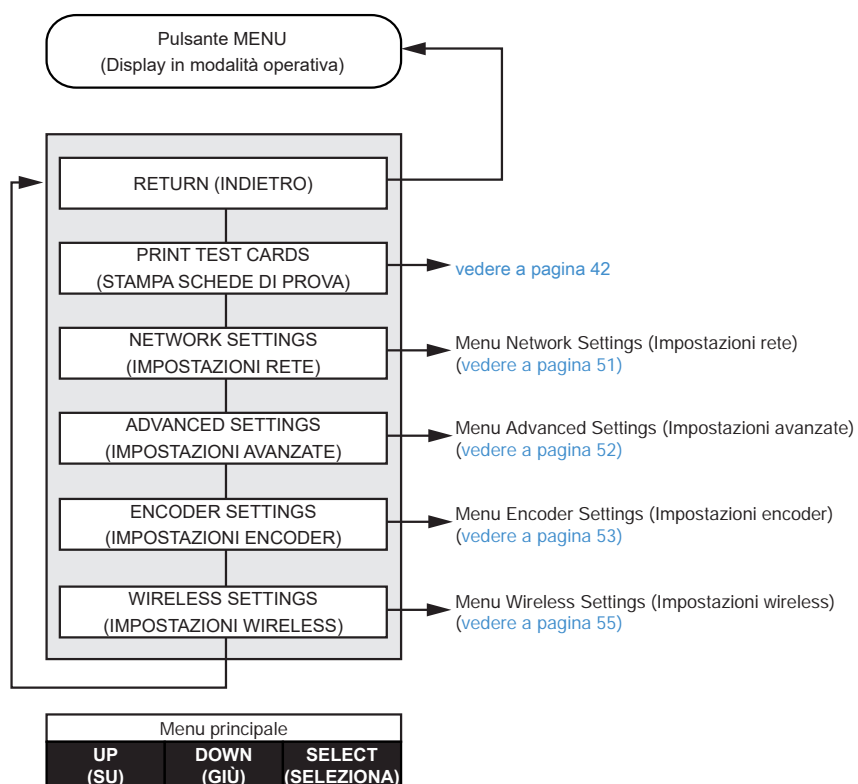 Pulsante MENU
(Display in modalità operativa)
RETURN (INDIETRO)
PRINT TEST CARDS
(STAMPA SCHEDE DI PROVA)
vedere a pagina 42
NETWORK SETTINGS
(IMPOSTAZIONI RETE)
Menu Network Settings (Impostazioni rete)
(vedere a pagina 51)
ADVANCED SETTINGS
(IMPOSTAZIONI AVANZATE)
Menu Advanced Settings (Impostazioni avanzate)
(vedere a pagina 52)
ENCODER SETTINGS
(IMPOSTAZIONI ENCODER)
Menu Encoder Settings (Impostazioni encoder)
(vedere a pagina 53)
WIRELESS SETTINGS
(IMPOSTAZIONI WIRELESS)
Menu Wireless Settings (Impostazioni wireless)
(vedere a pagina 55)
Menu principale
UP
(SU)
DOWN
(GIÙ)
SELECT
(SELEZIONA)